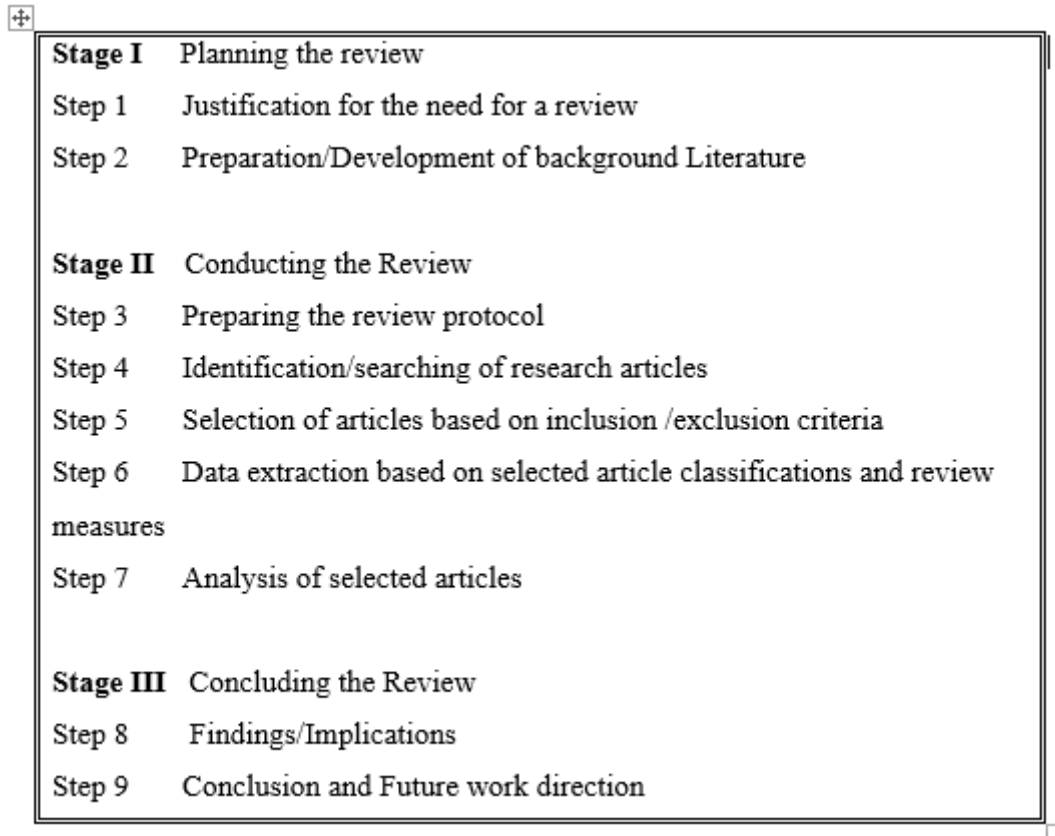 Stage I Planning the review
Step 1 Justification for the need for a review
Step 2 Preparation/Development of background Literature
Stage II Conducting the Review
Step 3 Preparing the review protocol
Step 4 Identification/searching of research articles
Step 5 Selection of articles based on inclusion /exclusion criteria
Step 6 Data extraction based on selected article classifications and review
measures
Step 7 Analysis of selected articles
Stage III Concluding the Review
Step 8 Findings/Implications
Step 9 Conclusion and Future work direction